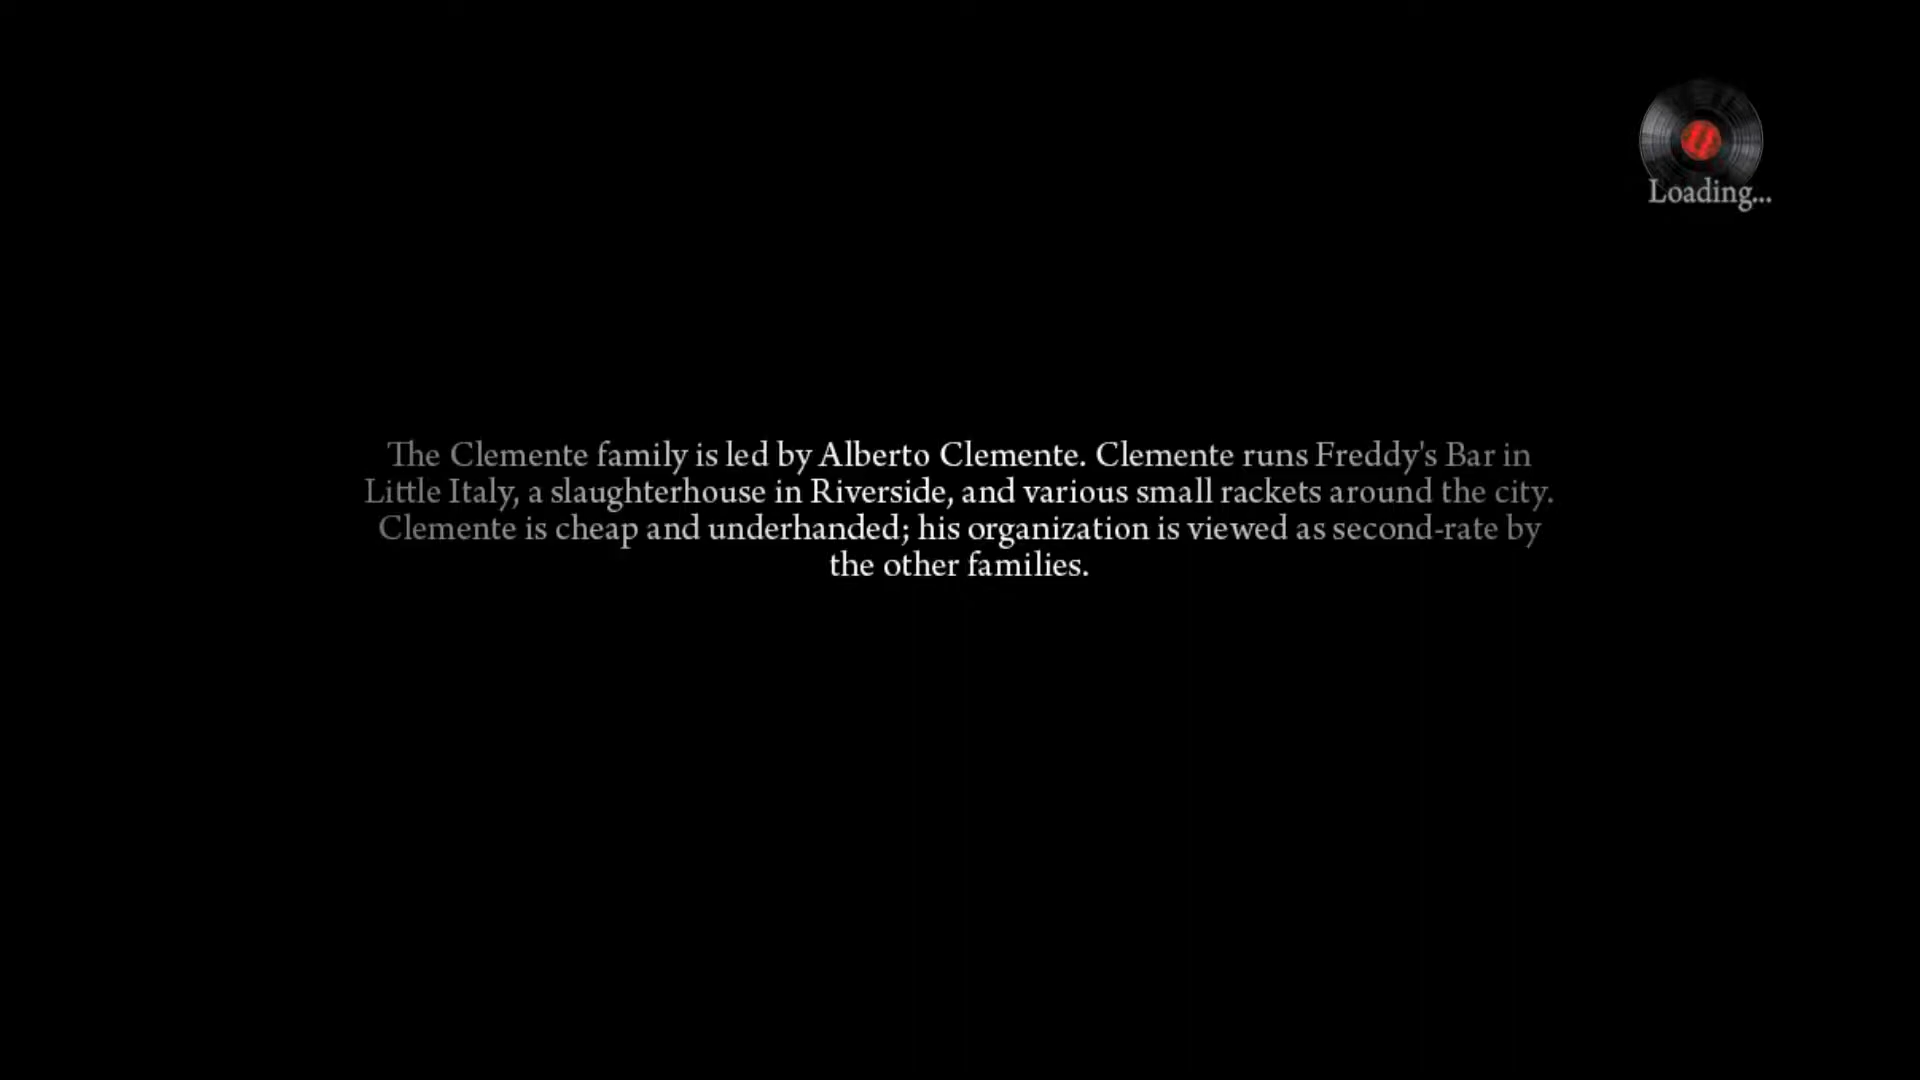 Loading...
The Clemente family is led by Alberto Clemente. Clemente runs Freddy's Bar in
Little Italy, a slaughterhouse in Riverside, and various small rackets around the city.
Clemente is cheap and underhanded; his organization is viewed as second-rate by
the other families.